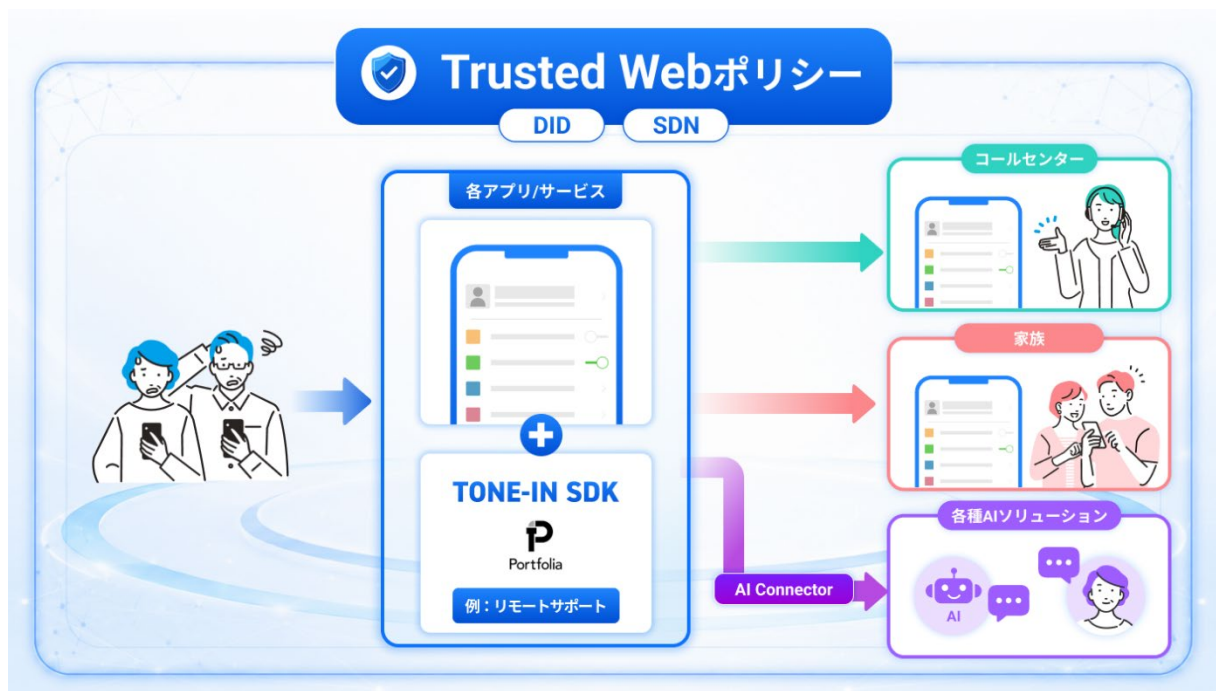 Trusted Webポリシー
DID
SDN
各アプリ/サービス
TONE-IN SDK
Portfolia
例：リモートサポート
コールセンター
家族
各種AIソリューション
AI Connector
AI